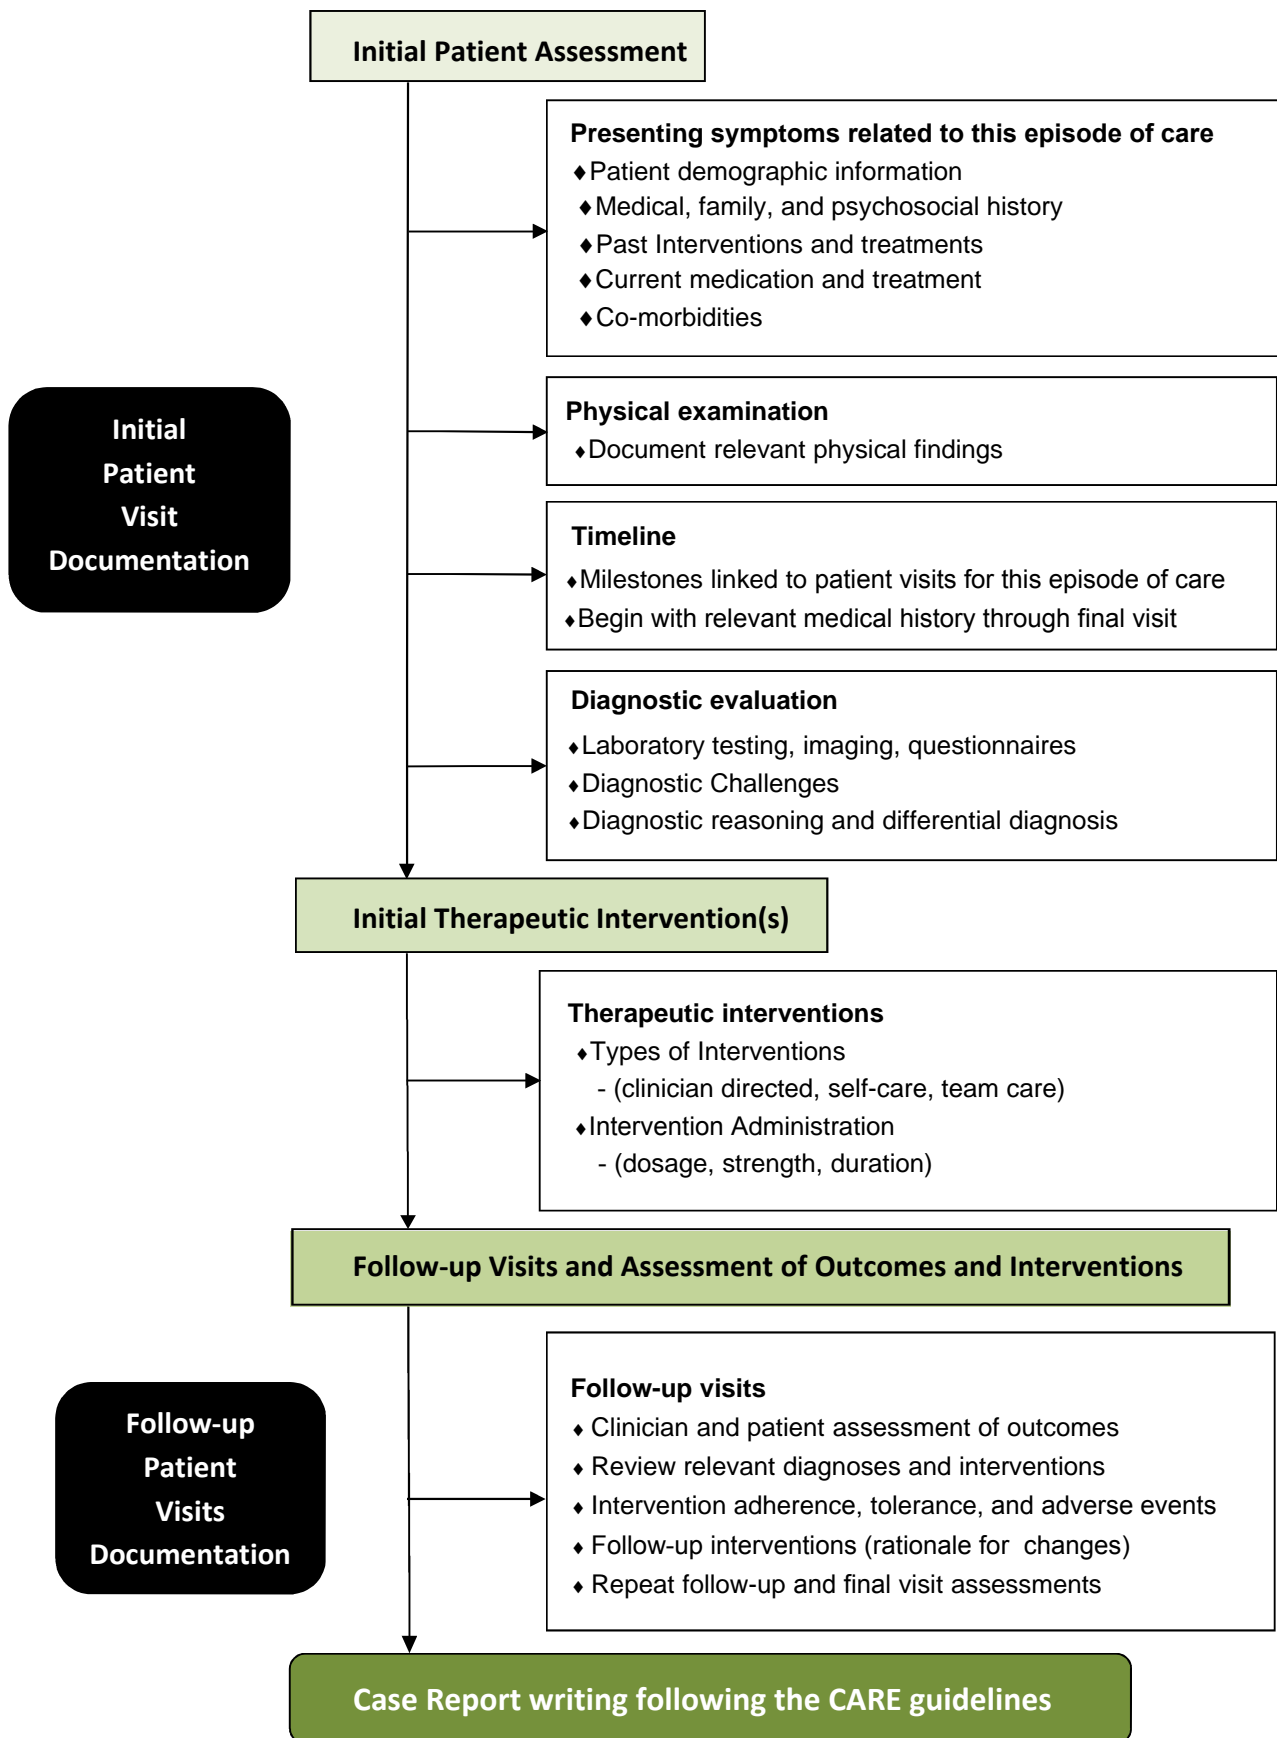 Initial Patient Assessment
Presenting symptoms related to this episode of care
♦Patient demographic information
♦Medical, family, and psychosocial history
♦Past Interventions and treatments
♦Current medication and treatment
♦Co-morbidities
Initial
Patient
Visit
Documentation
Physical examination
♦Document relevant physical findings
Timeline
♦Milestones linked to patient visits for this episode of care
♦Begin with relevant medical history through final visit
Diagnostic evaluation
♦Laboratory testing, imaging, questionnaires
♦Diagnostic Challenges
♦Diagnostic reasoning and differential diagnosis
Initial Therapeutic Intervention(s)
Therapeutic interventions
♦Types of Interventions
- (clinician directed, self-care, team care)
♦Intervention Administration
- (dosage, strength, duration)
Follow-up Visits and Assessment of Outcomes and Interventions
Follow-up
Patient
Visits
Documentation
Follow-up visits
♦ Clinician and patient assessment of outcomes
♦ Review relevant diagnoses and interventions
♦ Intervention adherence, tolerance, and adverse events
♦ Follow-up interventions (rationale for changes)
♦ Repeat follow-up and final visit assessments
Case Report writing following the CARE guidelines